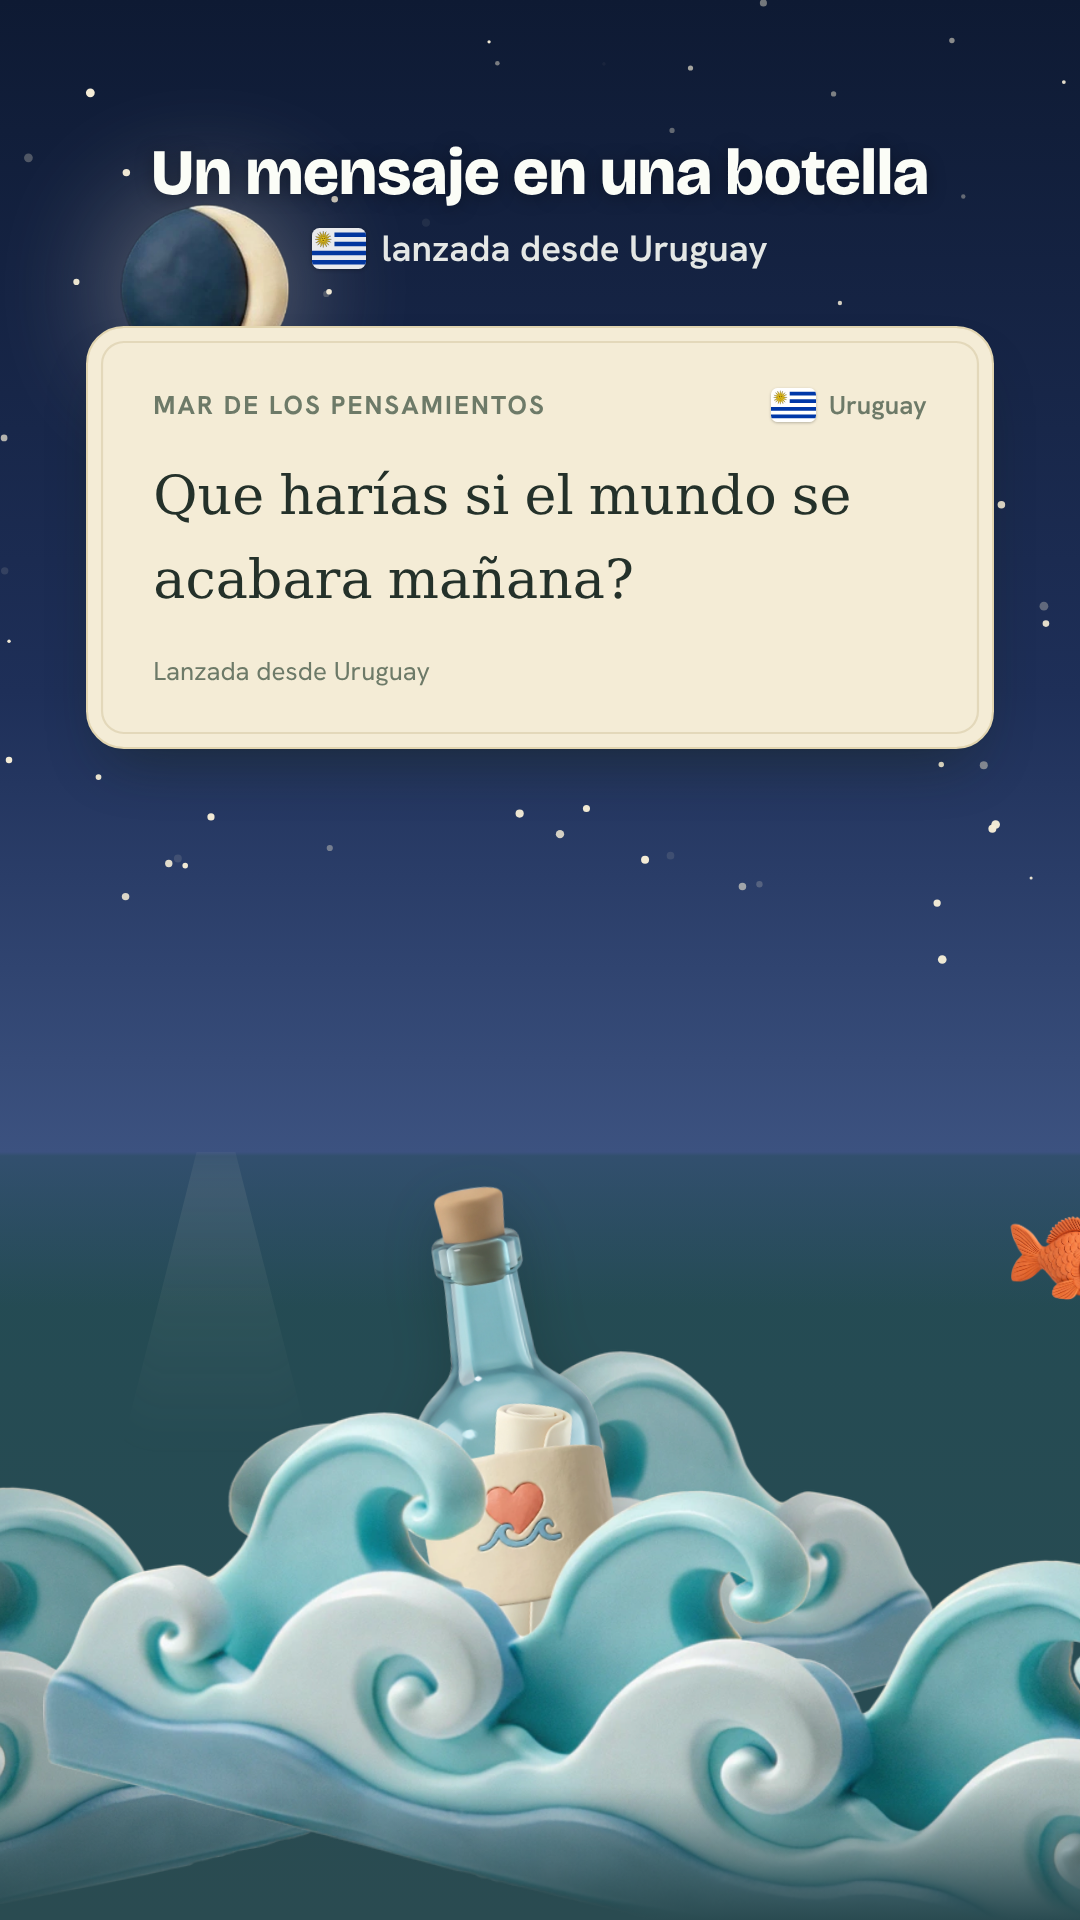 Un mensaje en una botella
lanzada desde Uruguay
MAR DE LOS PENSAMIENTOS
Uruguay
Que harías si el mundo se
acabara mañana?
Lanzada desde Uruguay